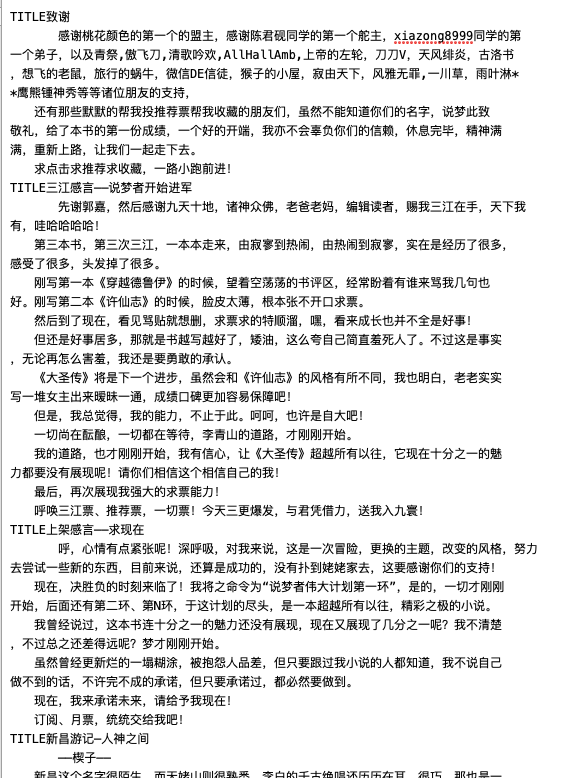 TITLE致谢
感谢桃花颜色的第一个的盟主，感谢陈君砚同学的第一个舵主，xiazong8999同学的第
一个弟子，以及青祭,傲飞刀,清歌吟欢,AllHallAmb,上帝的左轮，刀刀V，天风绯炎，古洛书
，想飞的老鼠，旅行的蜗牛，微信DE信徒，猴子的小屋，寂由天下，风雅无罪,一川草，雨叶淋*
*鹰熊锺神秀等等诸位朋友的支持，
还有那些默默的帮我投推荐票帮我收藏的朋友们，虽然不能知道你们的名字，说梦此致
敬礼，给了本书的第一份成绩，一个好的开端，我亦不会辜负你们的信赖，休息完毕，精神满
满，重新上路，让我们一起走下去。
求点击求推荐求收藏，一路小跑前进！
TITLE三江感言——说梦者开始进军
先谢郭嘉，然后感谢九天十地，诸神众佛，老爸老妈，编辑读者，赐我三江在手，天下我
有，哇哈哈哈哈！
第三本书，第三次三江，一本本走来，由寂寥到热闹，由热闹到寂寥，实在是经历了很多，
感受了很多，头发掉了很多。
刚写第一本《穿越德鲁伊》的时候，望着空荡荡的书评区，经常盼着有谁来骂我几句也
好。刚写第二本《许仙志》的时候，脸皮太薄，根本张不开口求票。
然后到了现在，看见骂贴就想删，求票求的特顺溜，嘿，看来成长也并不全是好事！
但还是好事居多，那就是书越写越好了，矮油，这么夸自己简直羞死人了。不过这是事实
，无论再怎么害羞，我还是要勇敢的承认。
《大圣传》将是下一个进步，虽然会和《许仙志》的风格有所不同，我也明白，老老实实
写一堆女主出来暧昧一通，成绩口碑更加容易保障吧！
但是，我总觉得，我的能力，不止于此。呵呵，也许是自大吧！
一切尚在酝酿，一切都在等待，李青山的道路，才刚刚开始。
我的道路，也才刚刚开始，我有信心，让《大圣传》超越所有以往，它现在十分之一的魅
力都要没有展现呢！请你们相信这个相信自己的我！
最后，再次展现我强大的求票能力！
呼唤三江票、推荐票，一切票！今天三更爆发，与君凭借力，送我入九寰！
TITLE上架感言——求现在
呼，心情有点紧张呢！深呼吸，对我来说，这是一次冒险，更换的主题，改变的风格，努力
去尝试一些新的东西，目前来说，还算是成功的，没有扑到姥姥家去，这要感谢你们的支持！
现在，决胜负的时刻来临了！我将之命令为“说梦者伟大计划第一环”，是的，一切才刚刚
开始，后面还有第二环、第N环，于这计划的尽头，是一本超越所有以往，精彩之极的小说。
我曾经说过，这本书连十分之一的魅力还没有展现，现在又展现了几分之一呢？我不清楚
，不过总之还差得远呢？梦才刚刚开始。
虽然曾经更新烂的一塌糊涂，被抱怨人品差，但只要跟过我小说的人都知道，我不说自己
做不到的话，不许完不成的承诺，但只要承诺过，都必然要做到。
现在，我来承诺未来，请给予我现在！
订阅、月票，统统交给我吧！
TITLE新昌游记—人神之间
——楔子——
新昌这个名字很陌生，而天姥山则很熟悉，李白的千古绝唱还历历在耳，很巧，那也是一